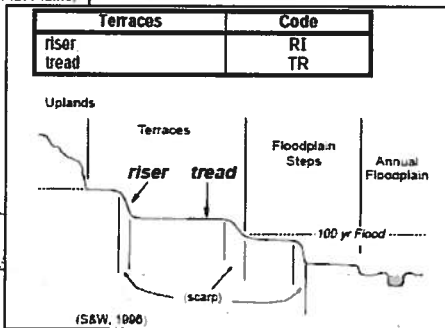 Terraces Code
riser RI
tread TR
Uplands
Terraces
Floodplain
Steps
Annual
Floodplain
riser tread
100 yr Flood
(scarp)
(S&W, 1996)